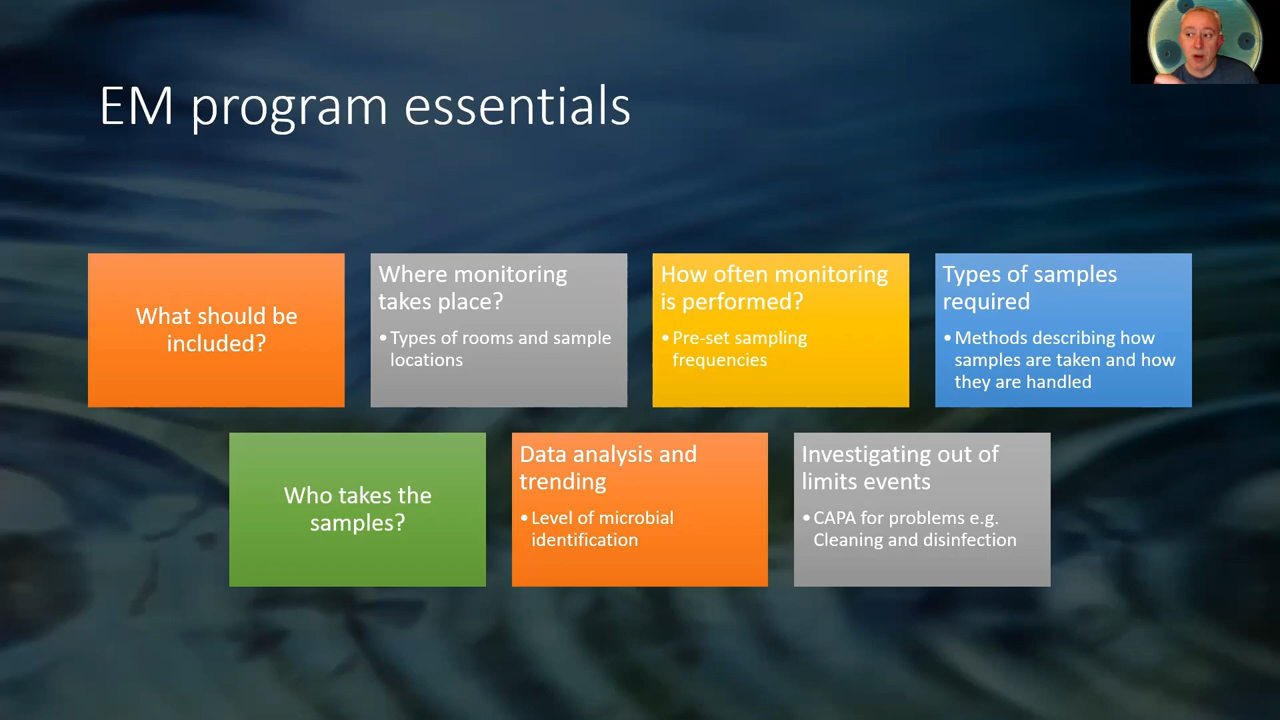 EM program essentials
What should be
included?
Where monitoring
takes place?
• Types of rooms and sample
locations
How often monitoring
is performed?
• Pre-set sampling
frequencies
Types of samples
required
• Methods describing how
samples are taken and how
they are handled
Who takes the
samples?
Data analysis and
trending
• Level of microbial
identification
Investigating out of
limits events
• CAPA for problems e.g.
Cleaning and disinfection